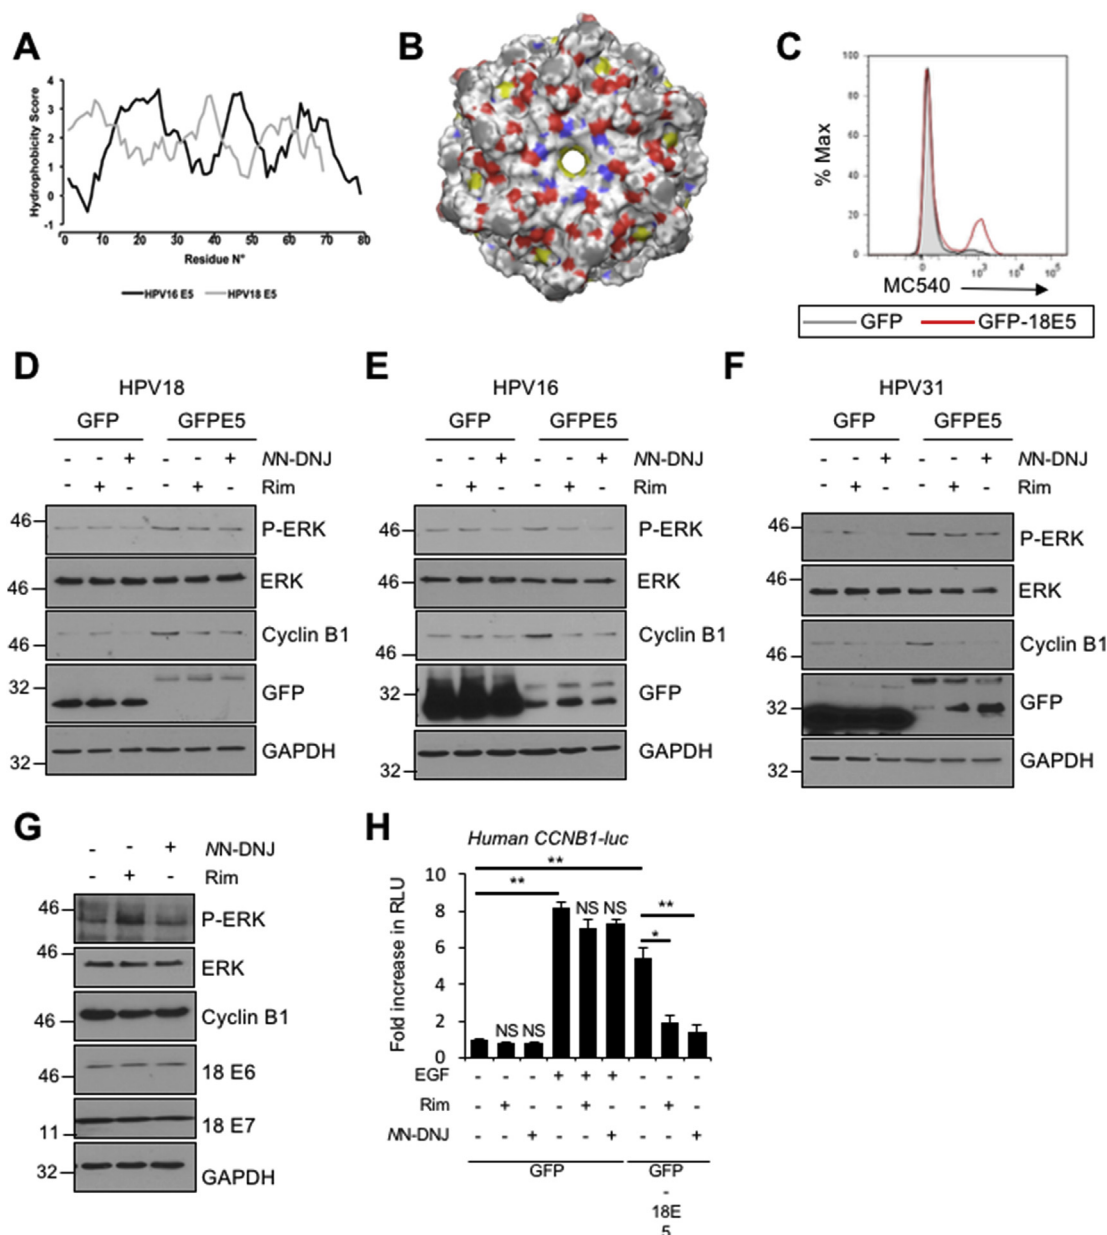 A
Hydrophobicity Score
4
3
2
1
0
-1
0 10 20 30 40 50 60 70 80
Residue N°
HPV16 E5 HPV18 E5
B
C
% Max
100
80
60
40
20
0
0 10³ 10⁴ 10⁵
MC540
GFP GFP-18E5
D
HPV18
GFP GFPE5
- - + - - + NN-DNJ
- + - - + - Rim
46 P-ERK
46 ERK
Cyclin B1
32 GFP
32 GAPDH
E
HPV16
GFP GFPE5
- - + - - + NN-DNJ
- + - - + - Rim
46 P-ERK
46 ERK
46 Cyclin B1
32 GFP
32 GAPDH
F
HPV31
GFP GFPE5
- - + - - + NN-DNJ
- + - - + - Rim
46 P-ERK
46 ERK
46 Cyclin B1
32 GFP
32 GAPDH
G
- - + NN-DNJ
- + - Rim
46 P-ERK
46 ERK
46 Cyclin B1
46 18 E6
11 18 E7
32 GAPDH
H
Human CCNB1-luc
Fold increase in RLU
10
8
6
4
2
0
**
**
NS NS
NS NS
**
*
EGF - - - + + + - - -
Rim - + - - + - - + -
NN-DNJ - - + - - + - - +
GFP GFP
-
18E
5